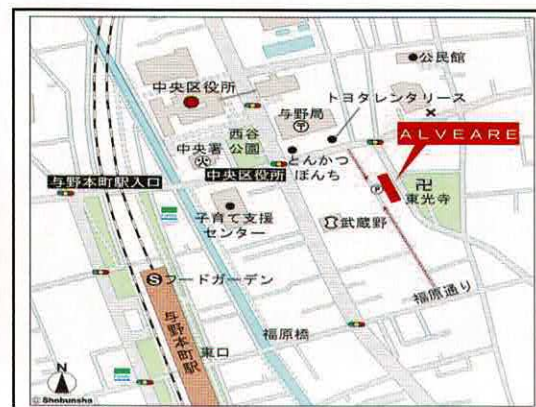 公民館
中央区役所
トヨタレンタリース
与野局
〒
ALVEARE
西谷
公園
中央署
とんかつ
ぼんち
与野本町駅入口
中央区役所
P
卍
東光寺
子育て支援
センター
武蔵野
S
フードガーデン
福原通り
与野本町駅
福原橋
東口
N
© Shobunsha